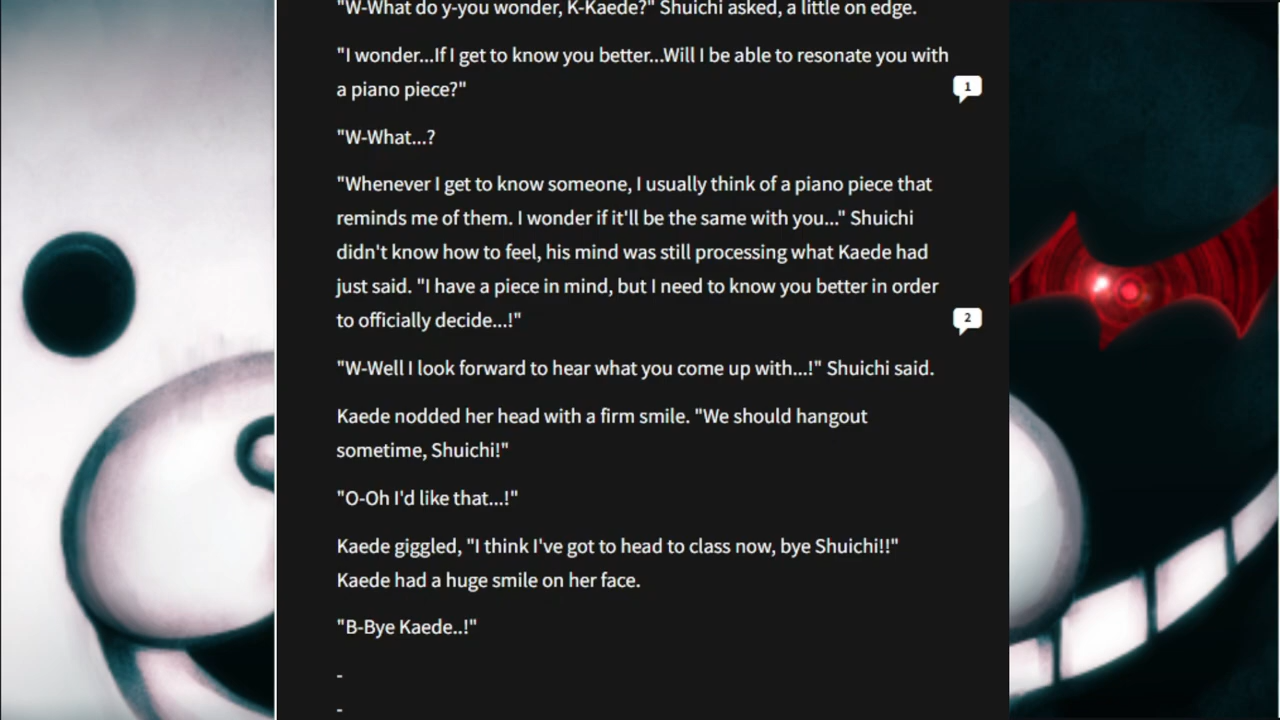 "W-What do y-you wonder, K-Kaede?" Shuichi asked, a little on edge.
"I wonder...If I get to know you better...Will I be able to resonate you with
a piano piece?"
1
"W-What...?
"Whenever I get to know someone, I usually think of a piano piece that
reminds me of them. I wonder if it'll be the same with you..." Shuichi
didn't know how to feel, his mind was still processing what Kaede had
just said. "I have a piece in mind, but I need to know you better in order
to officially decide...!"
2
"W-Well I look forward to hear what you come up with...!" Shuichi said.
Kaede nodded her head with a firm smile. "We should hangout
sometime, Shuichi!"
"O-Oh I'd like that...!"
Kaede giggled, "I think I've got to head to class now, bye Shuichi!!"
Kaede had a huge smile on her face.
"B-Bye Kaede..!"
-
-